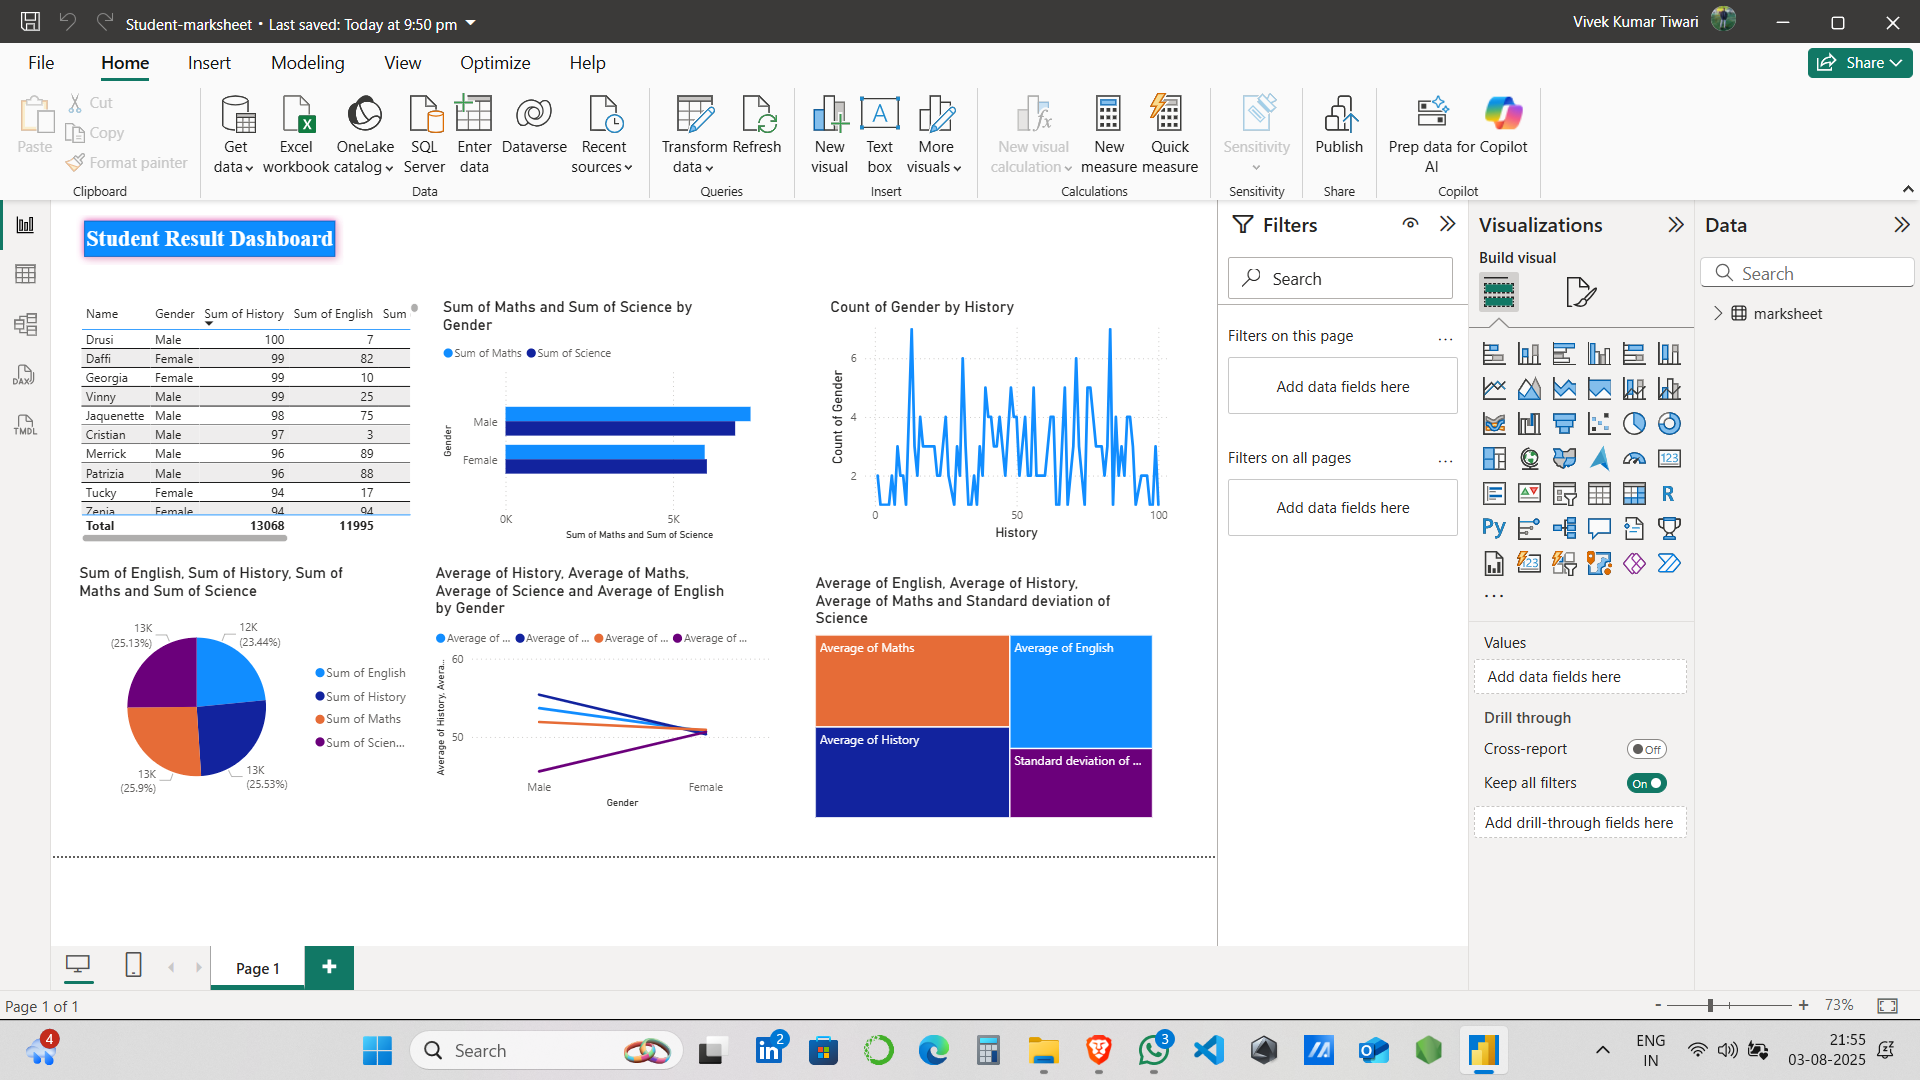 Student-marksheet • Last saved: Today at 9:50 pm
Vivek Kumar Tiwari
File Home Insert Modeling View Optimize Help
Share
Paste
Cut
Copy
Format painter
Clipboard
Get data
Excel workbook
OneLake catalog
SQL Server
Enter data
Dataverse
Recent sources
Data
Transform data
Refresh
Queries
New visual
Text box
More visuals
Insert
New visual calculation
New measure
Quick measure
Calculations
Sensitivity
Sensitivity
Publish
Share
Prep data for AI
Copilot
Copilot
DAX
TMDL
Student Result Dashboard
Name Gender Sum of History Sum of English Sum
Drusi Male 100 7
Daffi Female 99 82
Georgia Female 99 10
Vinny Male 99 25
Jaquenette Male 98 75
Cristian Male 97 3
Merrick Male 96 89
Patrizia Male 96 88
Tucky Female 94 17
Zenia Female 94 94
Total 13068 11995
Sum of Maths and Sum of Science by
Gender
Sum of Maths Sum of Science
Gender
Male
Female
0K 5K
Sum of Maths and Sum of Science
Count of Gender by History
Count of Gender
6
4
2
0 50 100
History
Sum of English, Sum of History, Sum of
Maths and Sum of Science
13K
(25.13%)
12K
(23.44%)
13K
(25.9%)
13K
(25.53%)
Sum of English
Sum of History
Sum of Maths
Sum of Scien...
Average of History, Average of Maths,
Average of Science and Average of English
by Gender
Average of ... Average of ... Average of ... Average of ...
Average of History, Avera...
60
50
Male Female
Gender
Average of English, Average of History,
Average of Maths and Standard deviation of
Science
Average of Maths
Average of English
Average of History
Standard deviation of ...
Filters
Search
Filters on this page ...
Add data fields here
Filters on all pages ...
Add data fields here
Visualizations
Build visual
123
R
Py
123
...
Values
Add data fields here
Drill through
Cross-report Off
Keep all filters On
Add drill-through fields here
Data
Search
marksheet
Page 1
+
Page 1 of 1
- + 73%
4
Search
2
3
ENG
IN
21:55
03-08-2025